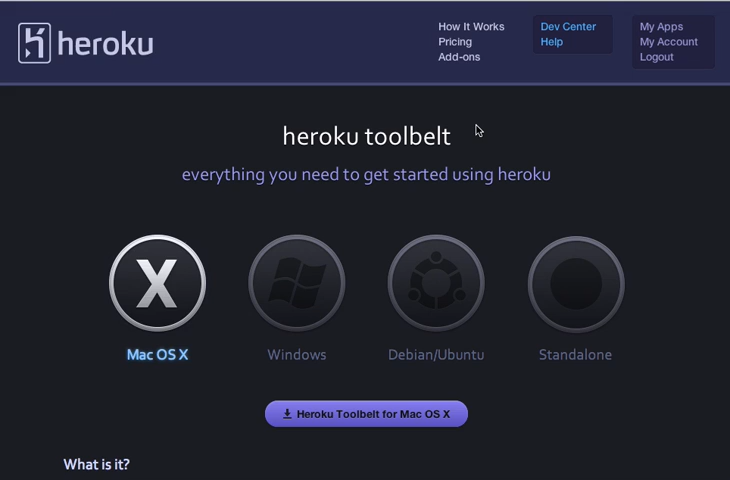 heroku
How It Works
Pricing
Add-ons
Dev Center
Help
My Apps
My Account
Logout
heroku toolbelt
everything you need to get started using heroku
X
Mac OS X
Windows
Debian/Ubuntu
Standalone
Heroku Toolbelt for Mac OS X
What is it?